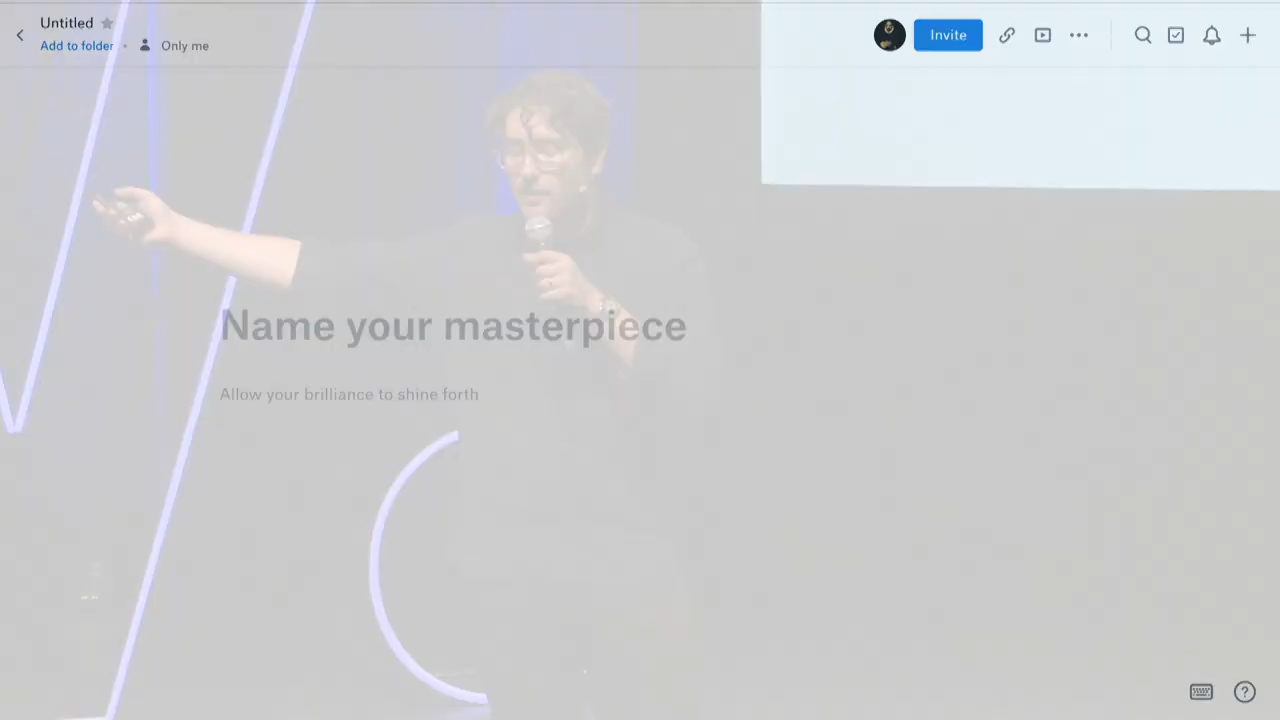 Untitled
Add to folder • Only me
Invite
Name your masterpiece
Allow your brilliance to shine forth